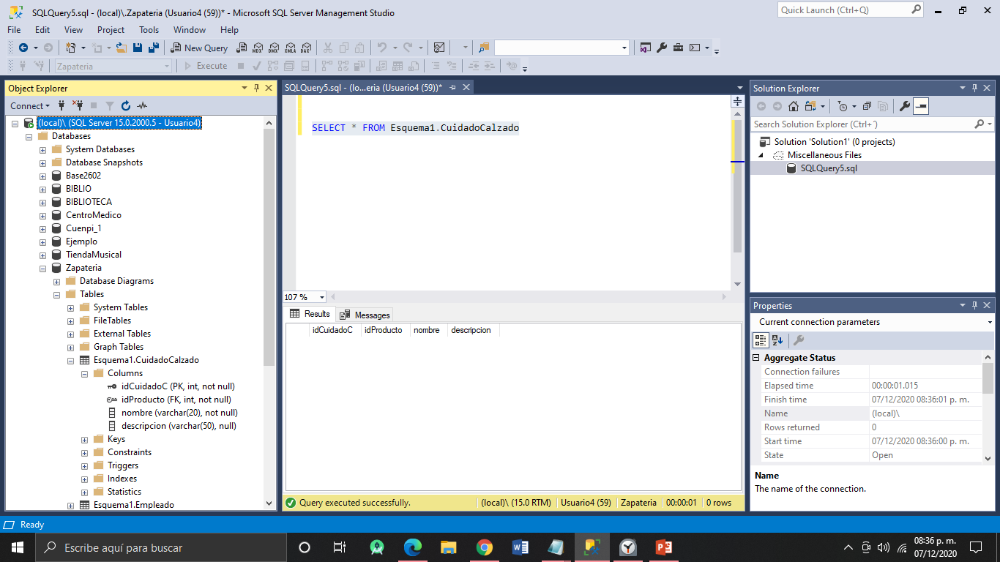 SQLQuery5.sql - (local)\.Zapateria (Usuario4 (59))* - Microsoft SQL Server Management Studio
Quick Launch (Ctrl+Q)
File Edit View Project Tools Window Help
New Query
MDX DMX XMLA DAX
Zapateria
Execute
Object Explorer
Connect
(local)\ (SQL Server 15.0.2000.5 - Usuario4)
Databases
System Databases
Database Snapshots
Base2602
BIBLIO
BIBLIOTECA
CentroMedico
Cuenpi_1
Ejemplo
TiendaMusical
Zapateria
Database Diagrams
Tables
System Tables
FileTables
External Tables
Graph Tables
Esquema1.CuidadoCalzado
Columns
idCuidadoC (PK, int, not null)
idProducto (FK, int, not null)
nombre (varchar(20), not null)
descripcion (varchar(50), null)
Keys
Constraints
Triggers
Indexes
Statistics
Esquema1.Empleado
SQLQuery5.sql - (lo...eria (Usuario4 (59))*
SELECT * FROM Esquema1.CuidadoCalzado
107 %
Results Messages
idCuidadoC idProducto nombre descripcion
Query executed successfully.
(local)\ (15.0 RTM) Usuario4 (59) Zapateria 00:00:01 0 rows
Solution Explorer
Search Solution Explorer (Ctrl+´)
Solution 'Solution1' (0 projects)
Miscellaneous Files
SQLQuery5.sql
Properties
Current connection parameters
Aggregate Status
Connection failures
Elapsed time 00:00:01.015
Finish time 07/12/2020 08:36:01 p. m.
Name (local)\
Rows returned 0
Start time 07/12/2020 08:36:00 p. m.
State Open
Name
The name of the connection.
Ready
Escribe aquí para buscar
08:36 p. m.
07/12/2020